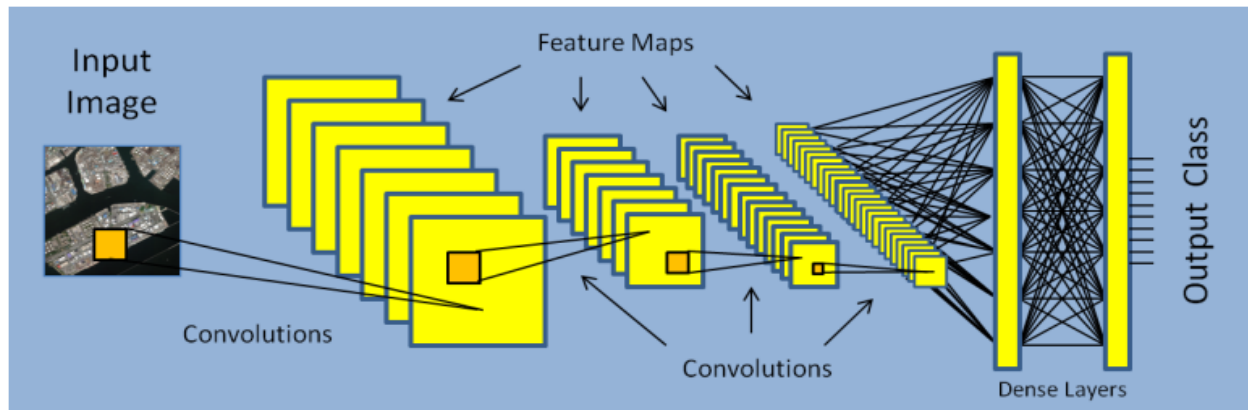 Feature Maps
Input
Image
Convolutions
Convolutions
Dense Layers
Output Class